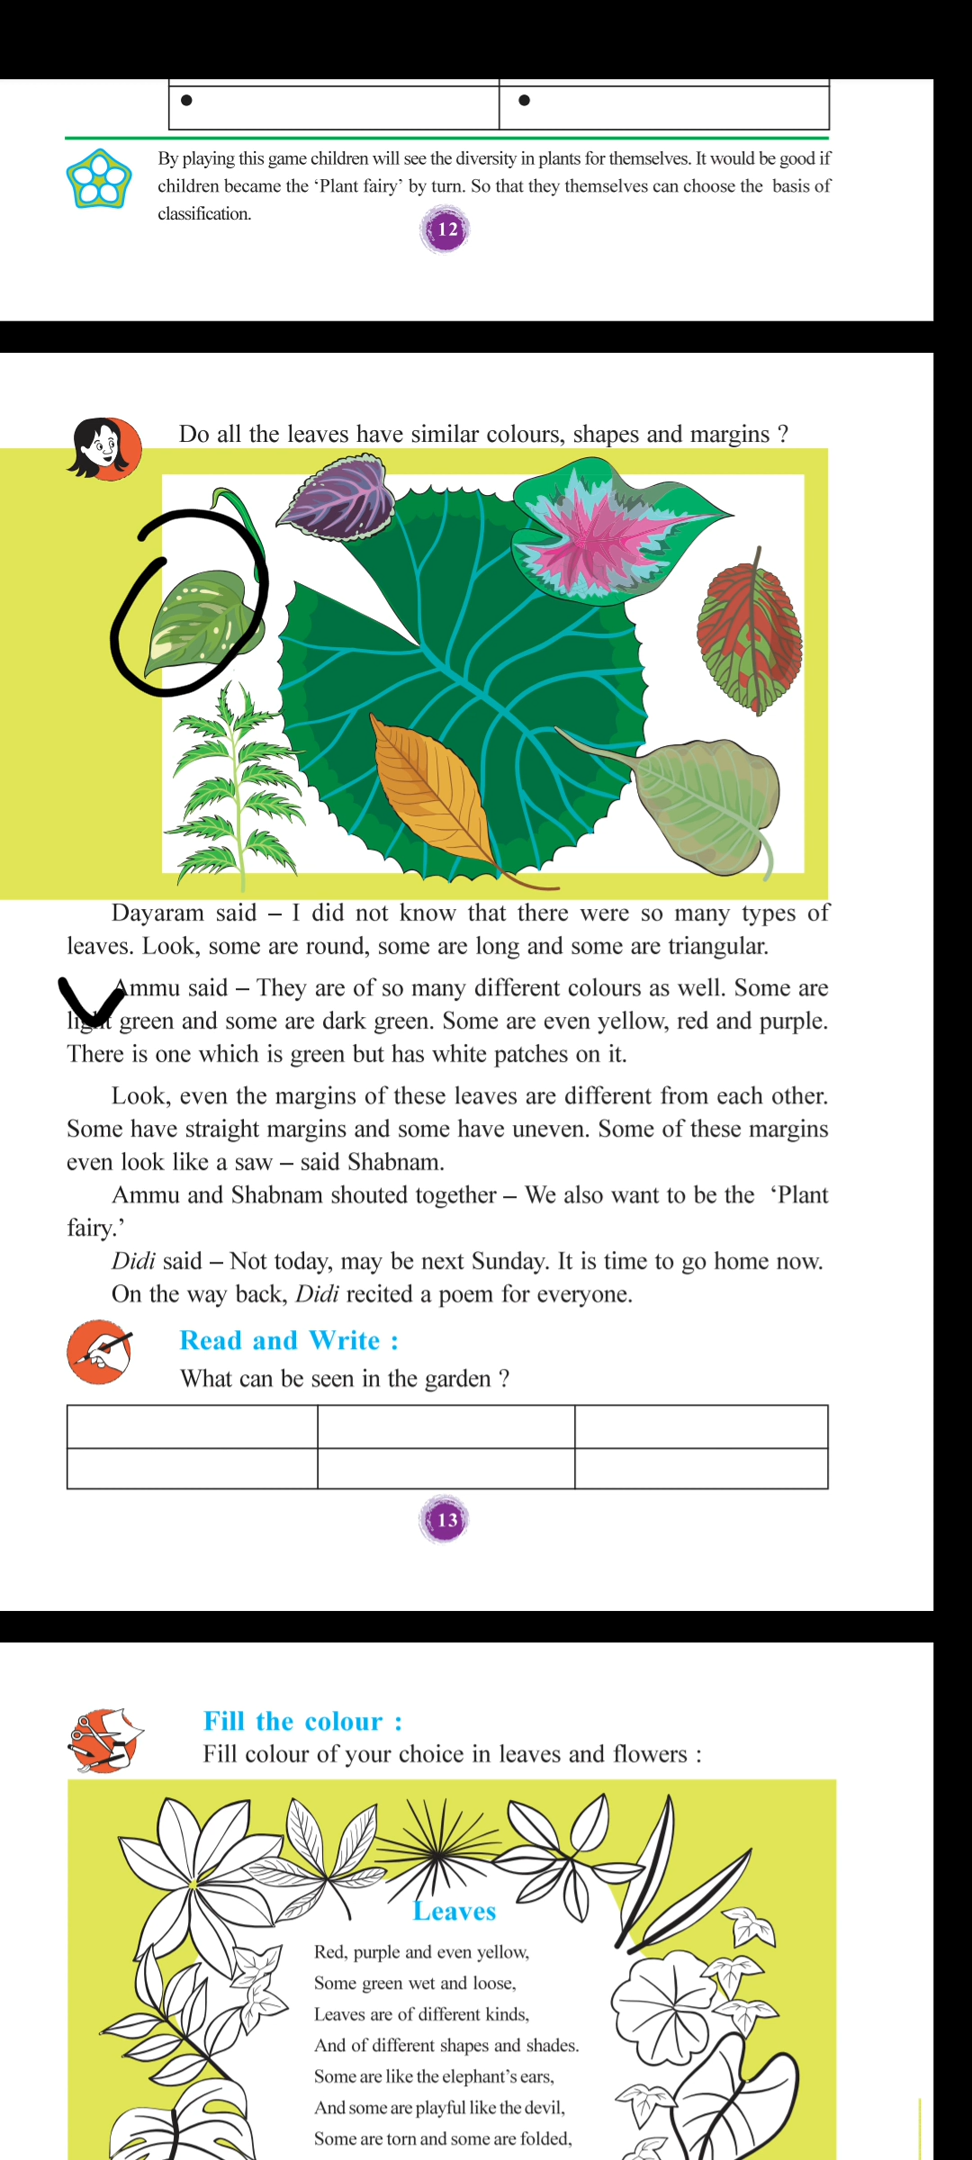 By playing this game children will see the diversity in plants for themselves. It would be good if
children became the ‘Plant fairy’ by turn. So that they themselves can choose the basis of
classification.
12
Do all the leaves have similar colours, shapes and margins ?
Dayaram said – I did not know that there were so many types of
leaves. Look, some are round, some are long and some are triangular.
Ammu said – They are of so many different colours as well. Some are
light green and some are dark green. Some are even yellow, red and purple.
There is one which is green but has white patches on it.
Look, even the margins of these leaves are different from each other.
Some have straight margins and some have uneven. Some of these margins
even look like a saw – said Shabnam.
Ammu and Shabnam shouted together – We also want to be the ‘Plant
fairy.’
Didi said – Not today, may be next Sunday. It is time to go home now.
On the way back, Didi recited a poem for everyone.
Read and Write :
What can be seen in the garden ?
13
Fill the colour :
Fill colour of your choice in leaves and flowers :
Leaves
Red, purple and even yellow,
Some green wet and loose,
Leaves are of different kinds,
And of different shapes and shades.
Some are like the elephant’s ears,
And some are playful like the devil,
Some are torn and some are folded,